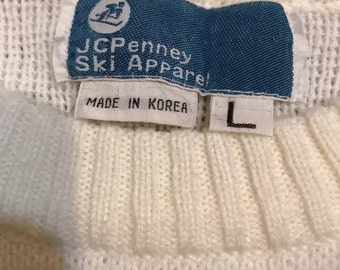 JCPenney
Ski Apparel
MADE IN KOREA
L